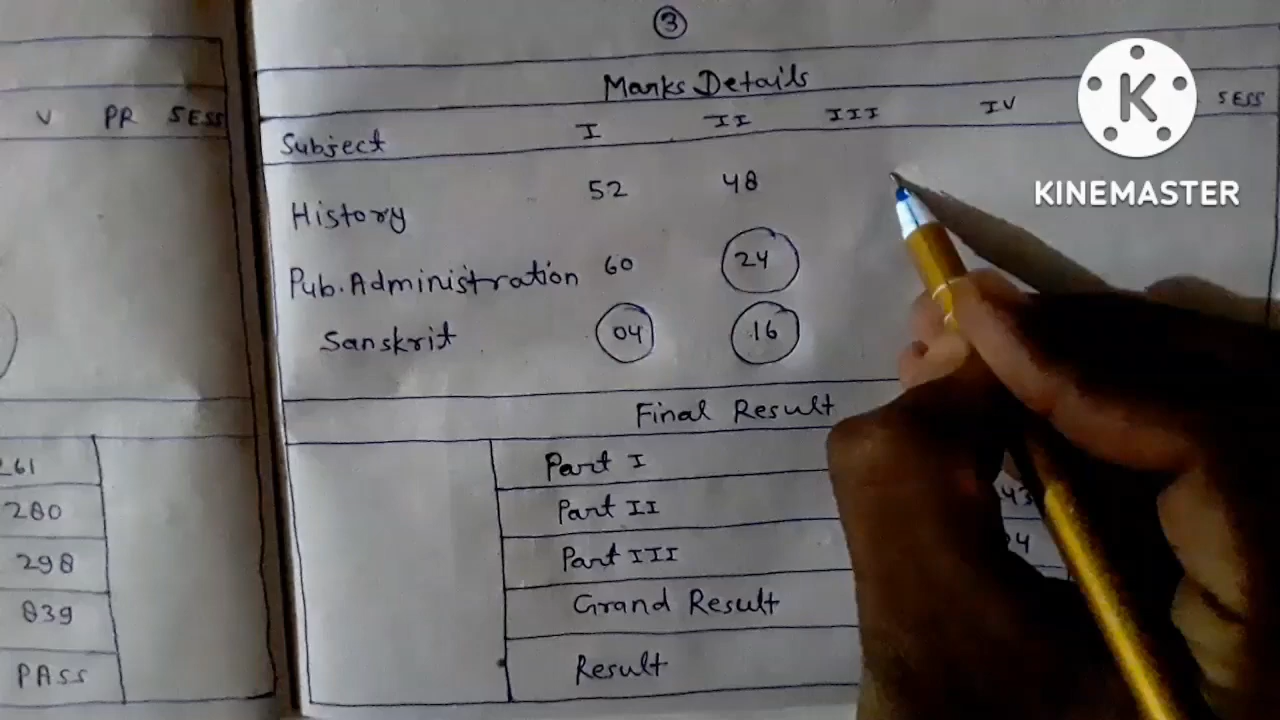 3
Marks Details
V PR SESS
Subject I II III IV SESS
History 52 48
Pub. Administration 60 24
Sanskrit 04 16
Final Result
261
Part I
280
Part II
298
Part III
839
Grand Result
PASS
Result
K
KINEMASTER